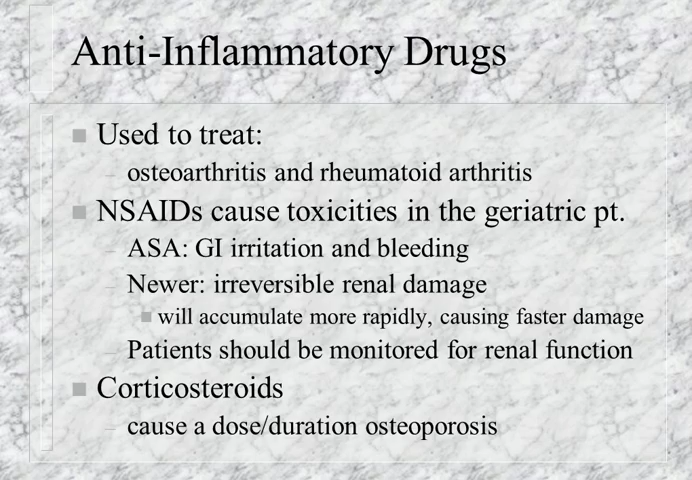 Anti-Inflammatory Drugs
Used to treat:
osteoarthritis and rheumatoid arthritis
NSAIDs cause toxicities in the geriatric pt.
ASA: GI irritation and bleeding
Newer: irreversible renal damage
will accumulate more rapidly, causing faster damage
Patients should be monitored for renal function
Corticosteroids
cause a dose/duration osteoporosis